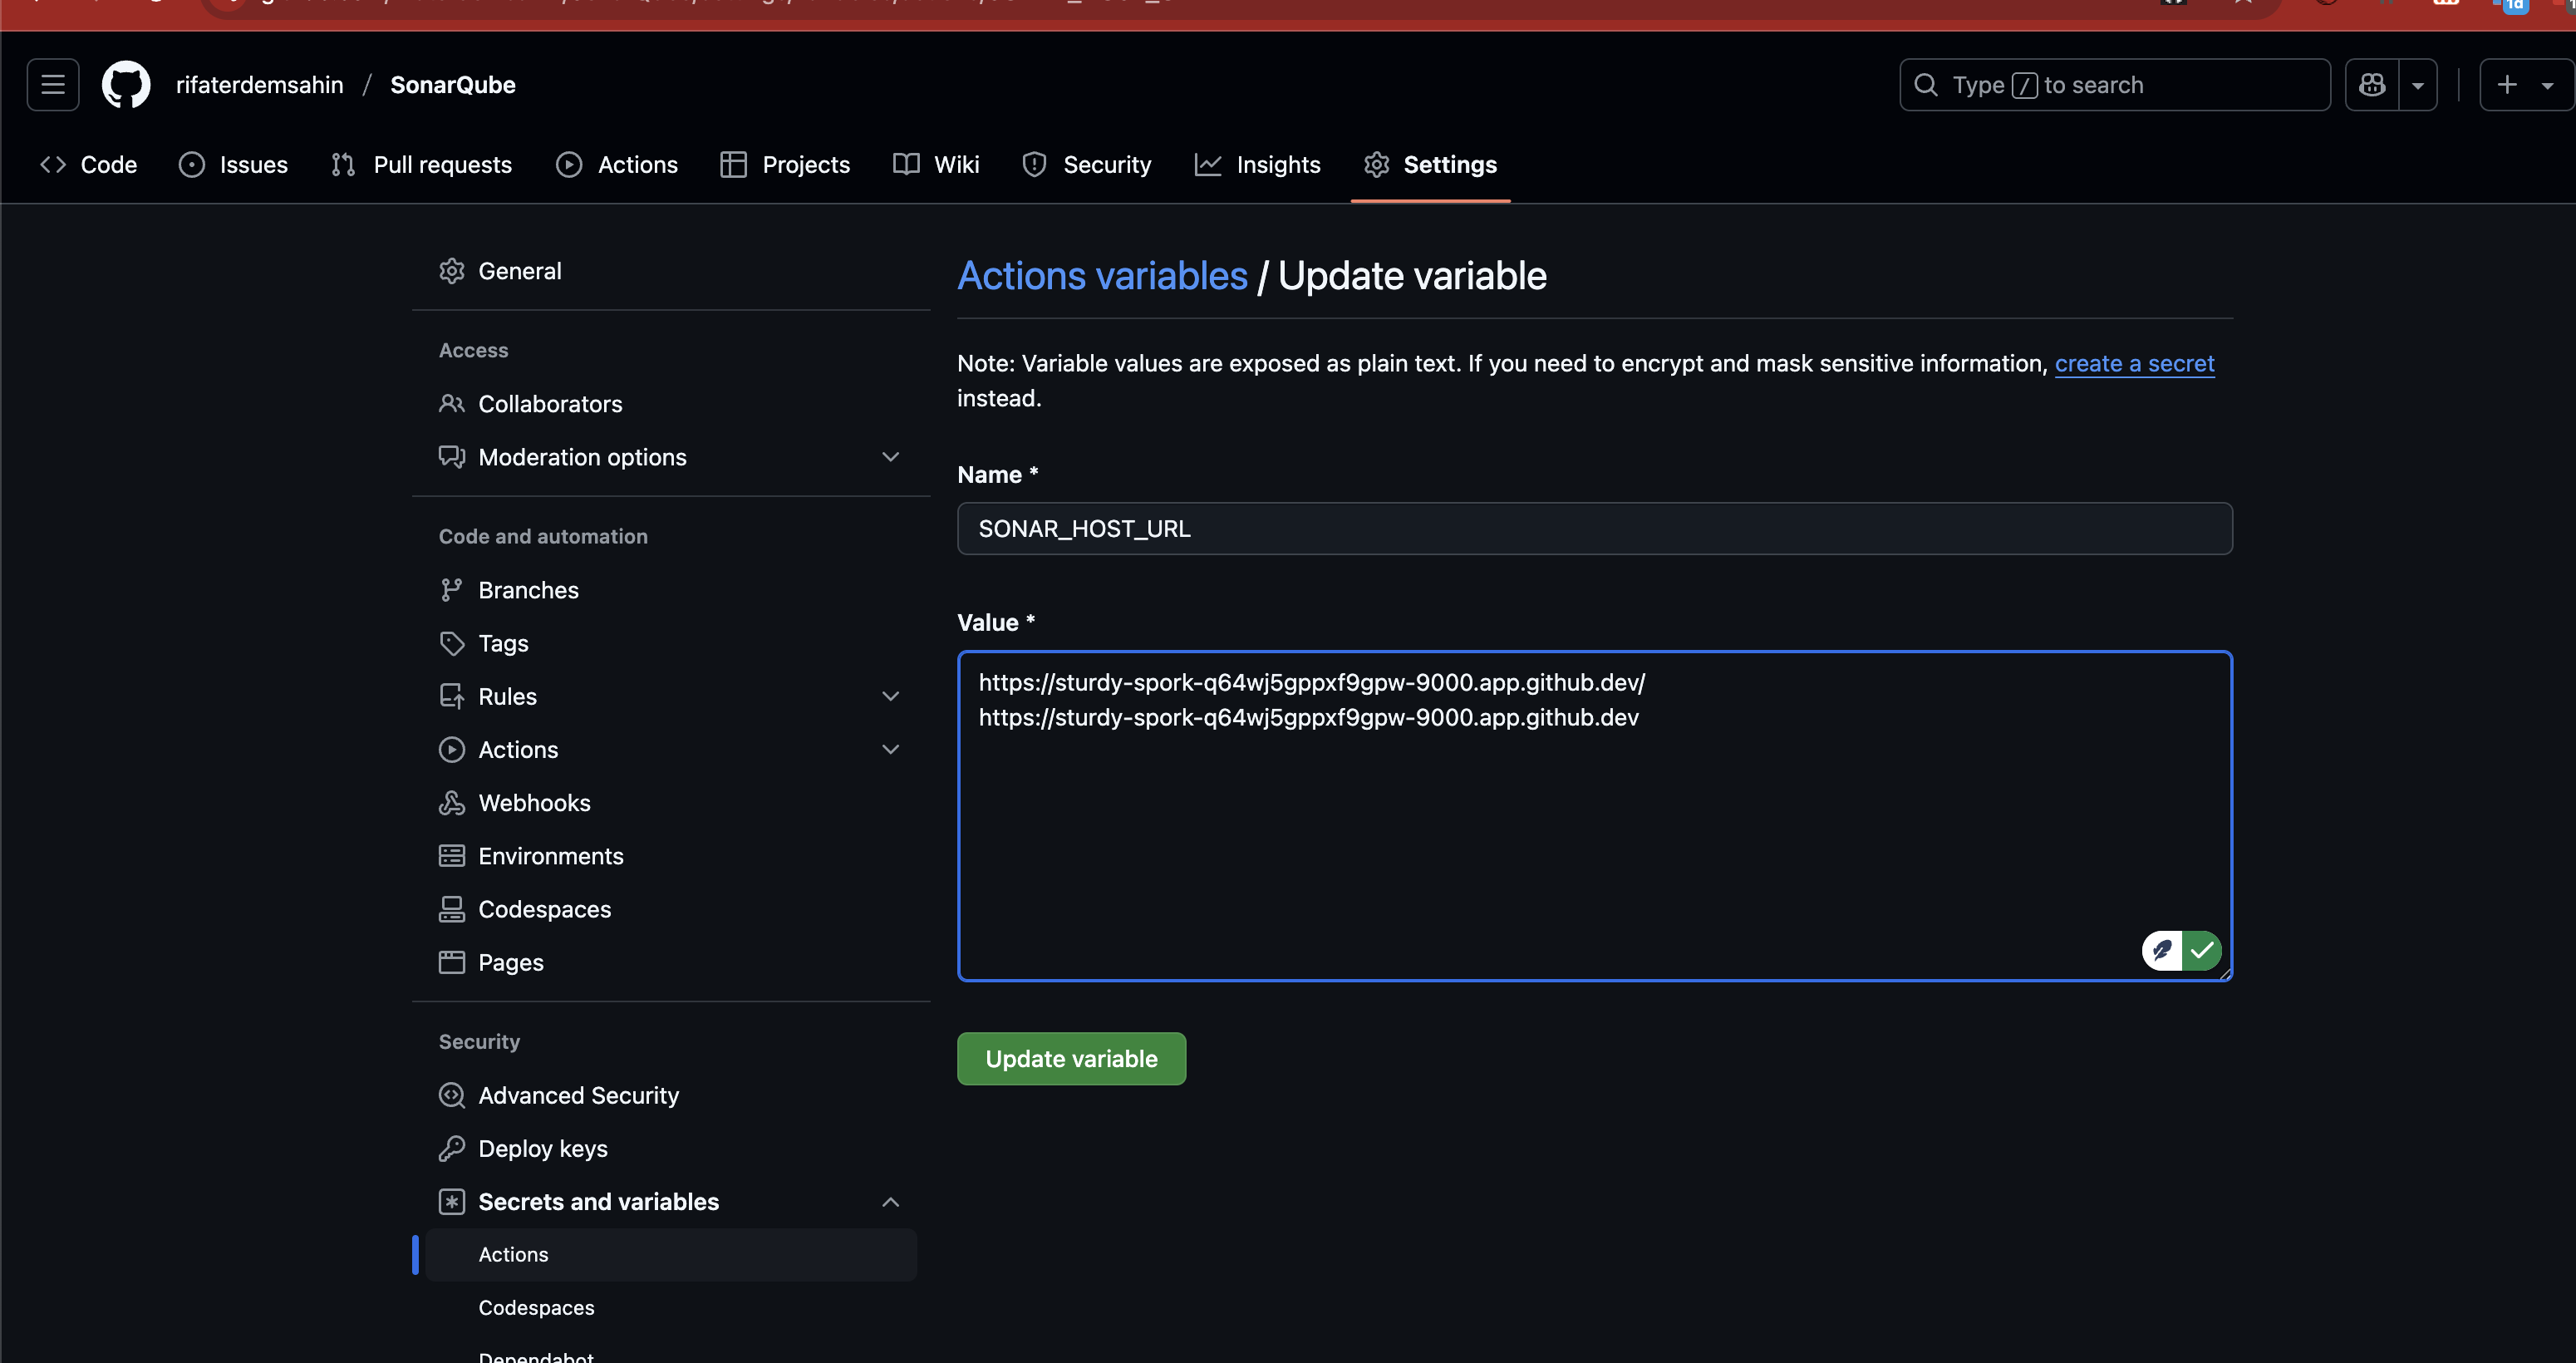 rifaterdemsahin / SonarQube
Type / to search
Code Issues Pull requests Actions Projects Wiki Security Insights Settings
General
Access
Collaborators
Moderation options
Code and automation
Branches
Tags
Rules
Actions
Webhooks
Environments
Codespaces
Pages
Security
Advanced Security
Deploy keys
Secrets and variables
Actions
Codespaces
Dependabot
Actions variables / Update variable
Note: Variable values are exposed as plain text. If you need to encrypt and mask sensitive information, create a secret
instead.
Name *
SONAR_HOST_URL
Value *
https://sturdy-spork-q64wj5gppxf9gpw-9000.app.github.dev/
https://sturdy-spork-q64wj5gppxf9gpw-9000.app.github.dev
Update variable